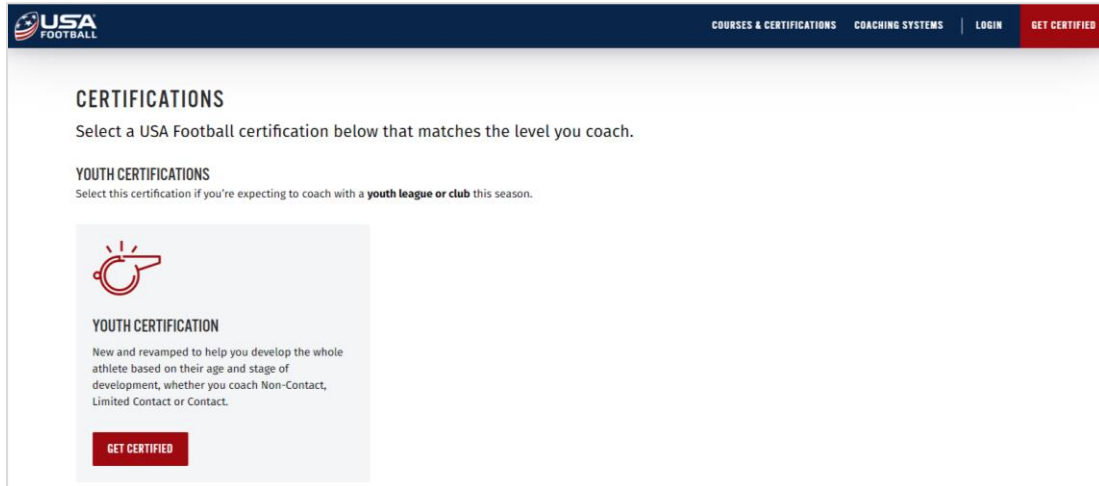 USA
FOOTBALL
COURSES & CERTIFICATIONS COACHING SYSTEMS LOGIN GET CERTIFIED
CERTIFICATIONS
Select a USA Football certification below that matches the level you coach.
YOUTH CERTIFICATIONS
Select this certification if you're expecting to coach with a youth league or club this season.
YOUTH CERTIFICATION
New and revamped to help you develop the whole
athlete based on their age and stage of
development, whether you coach Non-Contact,
Limited Contact or Contact.
GET CERTIFIED